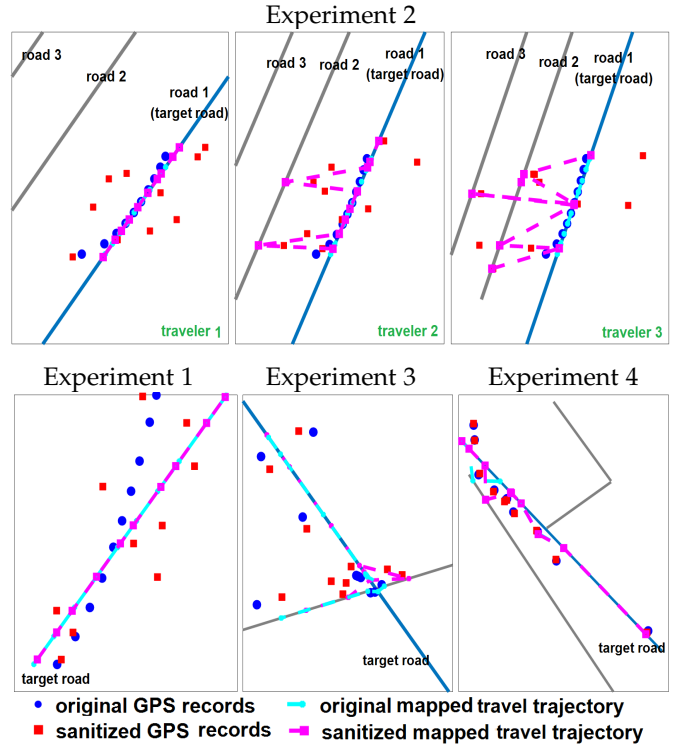 Experiment 2
road 3
road 2
road 1
(target road)
traveler 1
road 3
road 2
road 1
(target road)
traveler 2
road 3
road 2
road 1
(target road)
traveler 3
Experiment 1
Experiment 3
Experiment 4
target road
target road
target road
original GPS records
original mapped travel trajectory
sanitized GPS records
sanitized mapped travel trajectory